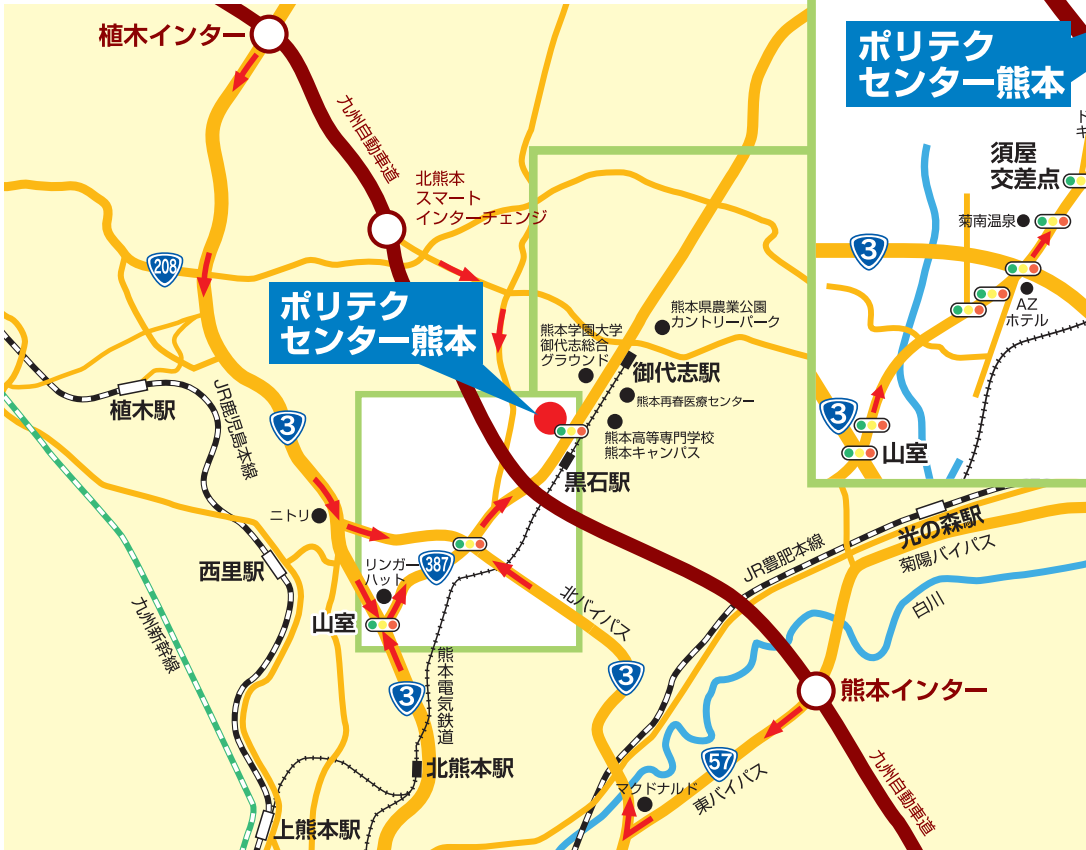 植木インター
九州自動車道
北熊本
スマート
インターチェンジ
208
ポリテク
センター熊本
熊本県農業公園
カントリーパーク
熊本学園大学
御代志総合
グラウンド
御代志駅
熊本再春医療センター
熊本高等専門学校
熊本キャンパス
黒石駅
植木駅
JR鹿児島本線
3
ニトリ
リンガー
ハット
387
西里駅
山室
北バイパス
九州新幹線
3
3
熊本電気鉄道
北熊本駅
上熊本駅
マクドナルド
57
東バイパス
熊本インター
九州自動車道
白川
JR豊肥本線
光の森駅
菊陽バイパス
ポリテク
センター熊本
須屋
交差点
菊南温泉
3
AZ
ホテル
3
山室